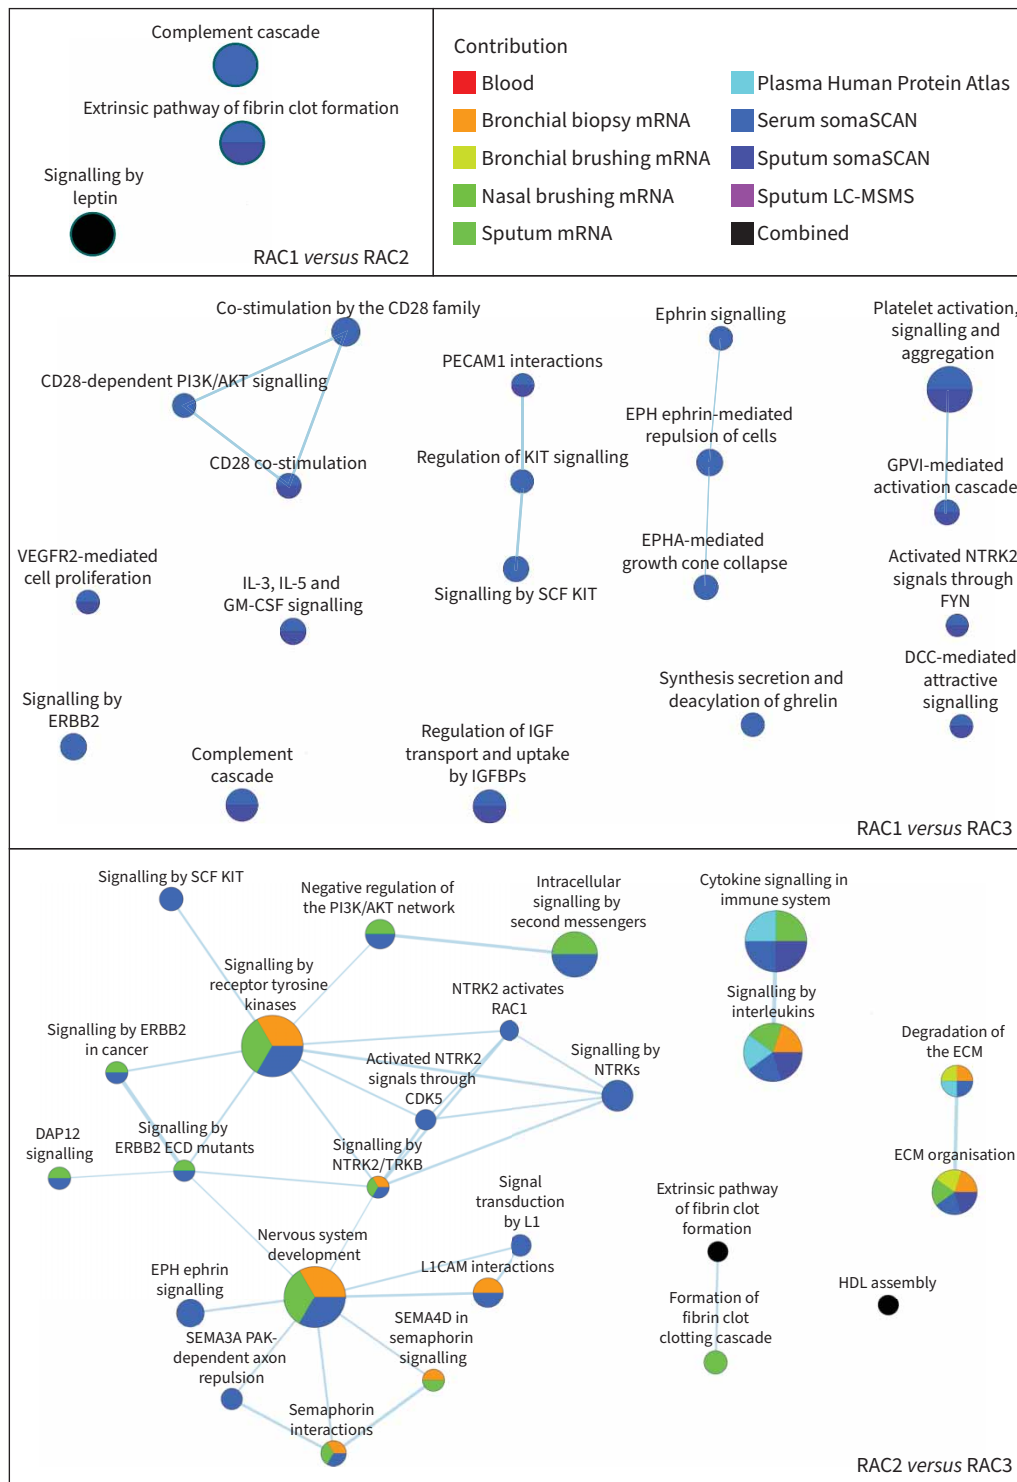 Complement cascade
Extrinsic pathway of fibrin clot formation
Signalling by
leptin
RAC1 versus RAC2
Contribution
Blood
Bronchial biopsy mRNA
Bronchial brushing mRNA
Nasal brushing mRNA
Sputum mRNA
Plasma Human Protein Atlas
Serum somaSCAN
Sputum somaSCAN
Sputum LC-MSMS
Combined
Co-stimulation by the CD28 family
CD28-dependent PI3K/AKT signalling
CD28 co-stimulation
PECAM1 interactions
Regulation of KIT signalling
Signalling by SCF KIT
Ephrin signalling
EPH ephrin-mediated
repulsion of cells
EPHA-mediated
growth cone collapse
Platelet activation,
signalling and
aggregation
GPVI-mediated
activation cascade
VEGFR2-mediated
cell proliferation
IL-3, IL-5 and
GM-CSF signalling
Activated NTRK2
signals through
FYN
DCC-mediated
attractive
signalling
Signalling by
ERBB2
Complement
cascade
Regulation of IGF
transport and uptake
by IGFBPs
Synthesis secretion and
deacylation of ghrelin
RAC1 versus RAC3
Signalling by SCF KIT
Negative regulation of
the PI3K/AKT network
Intracellular
signalling by
second messengers
Cytokine signalling in
immune system
Signalling by
receptor tyrosine
kinases
NTRK2 activates
RAC1
Signalling by
interleukins
Signalling by ERBB2
in cancer
Activated NTRK2
signals through
CDK5
Signalling by
NTRKs
Degradation of
the ECM
DAP12
signalling
Signalling by
ERBB2 ECD mutants
Signalling by
NTRK2/TRKB
ECM organisation
Signal
transduction
by L1
Extrinsic pathway
of fibrin clot
formation
Nervous system
development
L1CAM interactions
EPH ephrin
signalling
HDL assembly
Formation of
fibrin clot
clotting cascade
SEMA4D in
semaphorin
signalling
SEMA3A PAK-
dependent axon
repulsion
Semaphorin
interactions
RAC2 versus RAC3